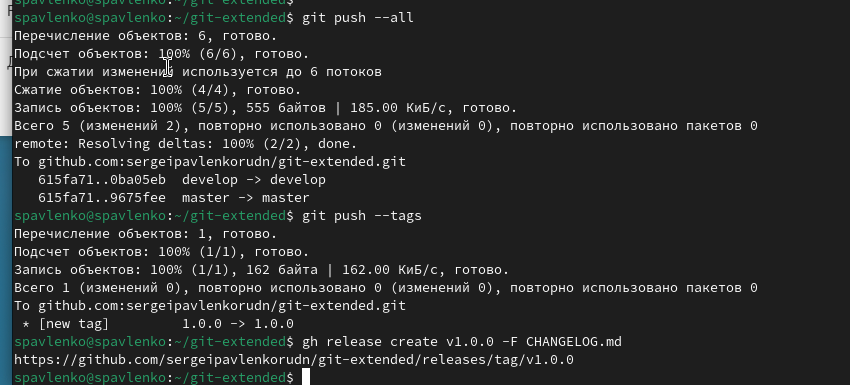 spavlenko@spavlenko:~/git-extended$ git push --all
Перечисление объектов: 6, готово.
Подсчет объектов: 100% (6/6), готово.
При сжатии изменений используется до 6 потоков
Сжатие объектов: 100% (4/4), готово.
Запись объектов: 100% (5/5), 555 байтов | 185.00 КиБ/с, готово.
Всего 5 (изменений 2), повторно использовано 0 (изменений 0), повторно использовано пакетов 0
remote: Resolving deltas: 100% (2/2), done.
To github.com:sergeipavlenkorudn/git-extended.git
   615fa71..0ba05eb  develop -> develop
   615fa71..9675fee  master -> master
spavlenko@spavlenko:~/git-extended$ git push --tags
Перечисление объектов: 1, готово.
Подсчет объектов: 100% (1/1), готово.
Запись объектов: 100% (1/1), 162 байта | 162.00 КиБ/с, готово.
Всего 1 (изменений 0), повторно использовано 0 (изменений 0), повторно использовано пакетов 0
To github.com:sergeipavlenkorudn/git-extended.git
 * [new tag]         1.0.0 -> 1.0.0
spavlenko@spavlenko:~/git-extended$ gh release create v1.0.0 -F CHANGELOG.md
https://github.com/sergeipavlenkorudn/git-extended/releases/tag/v1.0.0
spavlenko@spavlenko:~/git-extended$